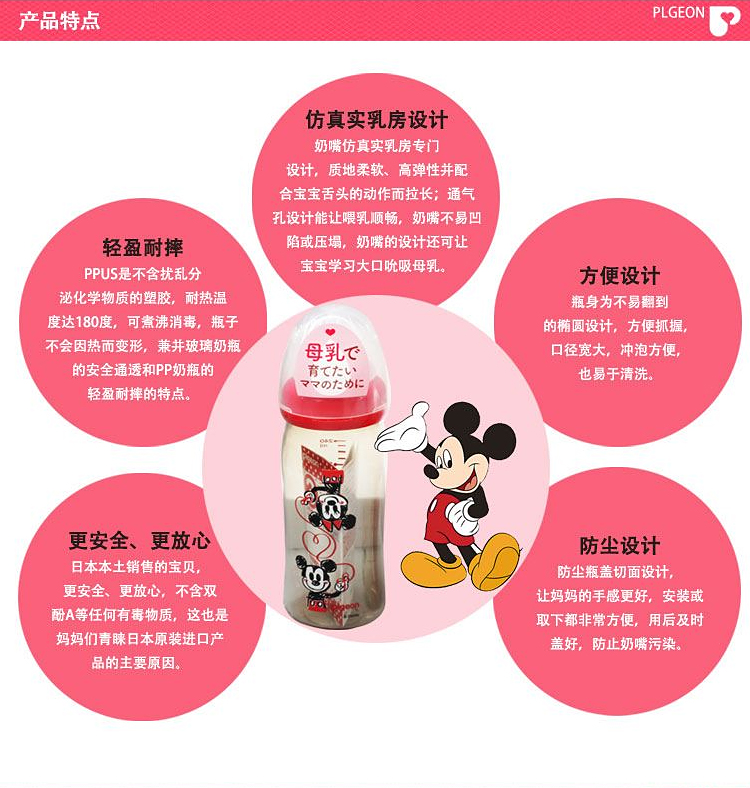 产品特点
PLGEON
仿真实乳房设计
奶嘴仿真实乳房专门
设计，质地柔软、高弹性并配
合宝宝舌头的动作而拉长；通气
孔设计能让喂乳顺畅，奶嘴不易凹
陷或压塌，奶嘴的设计还可让
宝宝学习大口吮吸母乳。
轻盈耐摔
PPUS是不含扰乱分
泌化学物质的塑胶，耐热温
度达180度，可煮沸消毒，瓶子
不会因热而变形，兼并玻璃奶瓶
的安全通透和PP奶瓶的
轻盈耐摔的特点。
方便设计
瓶身为不易翻到
的椭圆设计，方便抓握，
口径宽大，冲泡方便，
也易于清洗。
母乳で
育てたい
ママのために
240
Pigeon
更安全、更放心
日本本土销售的宝贝，
更安全、更放心，不含双
酚A等任何有毒物质，这也是
妈妈们青睐日本原装进口产
品的主要原因。
防尘设计
防尘瓶盖切面设计，
让妈妈的手感更好，安装或
取下都非常方便，用后及时
盖好，防止奶嘴污染。